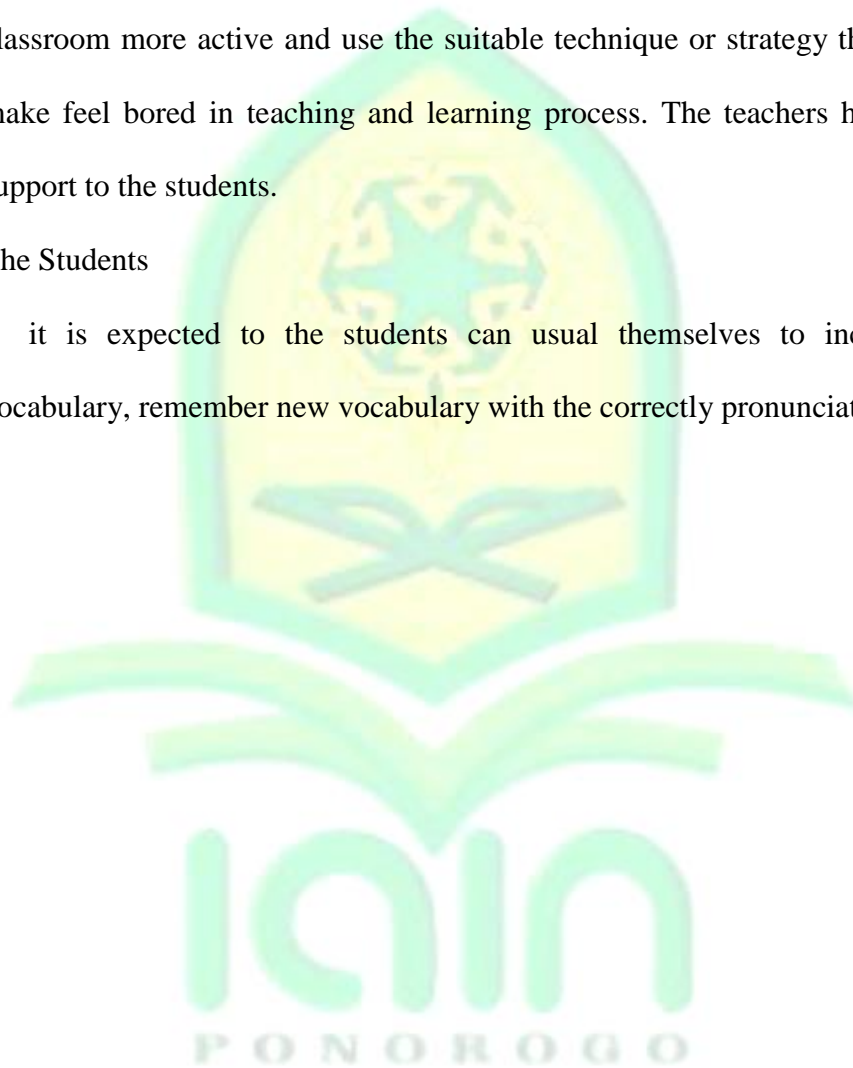 lassroom more active and use the suitable technique or strategy th
nake feel bored in teaching and learning process. The teachers h
upport to the students.
he Students
it is expected to the students can usual themselves to inc
ocabulary, remember new vocabulary with the correctly pronunciat
iain
PONOROGO